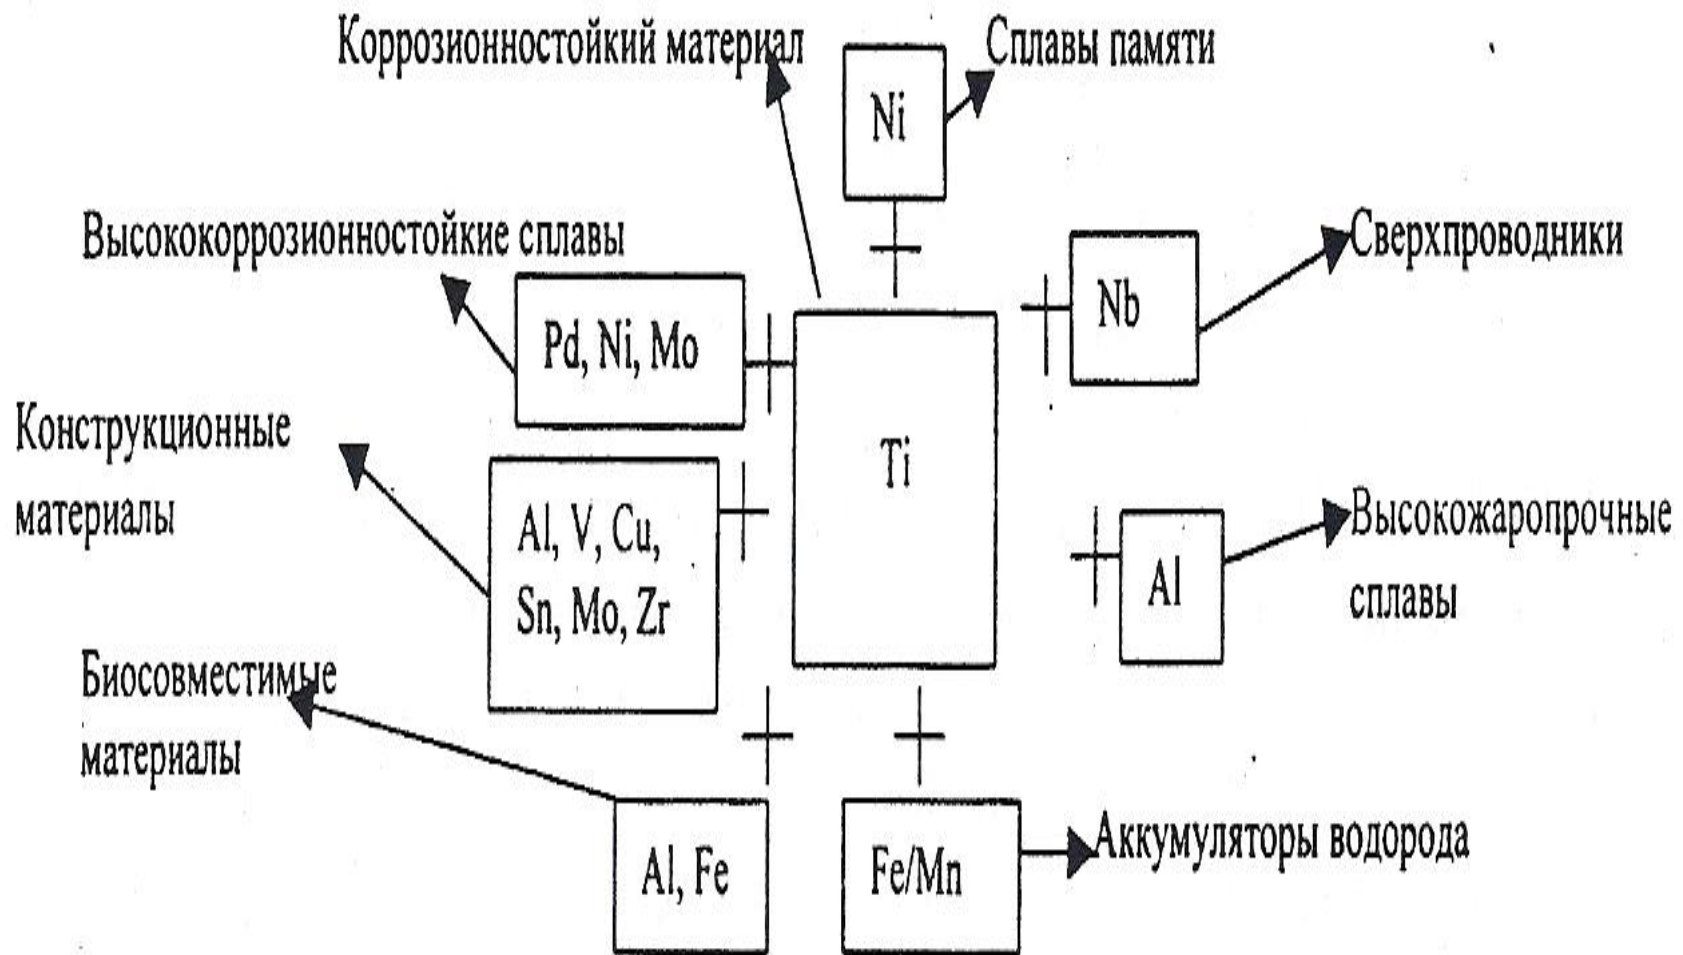 Коррозионностойкий материал
Ni
Сплавы памяти
Высококоррозионностойкие сплавы
Pd, Ni, Mo
Nb
Сверхпроводники
Конструкционные
материалы
Al, V, Cu,
Sn, Mo, Zr
Ti
Al
Высокожаропрочные
сплавы
Биосовместимые
материалы
Al, Fe
Fe/Mn
Аккумуляторы водорода